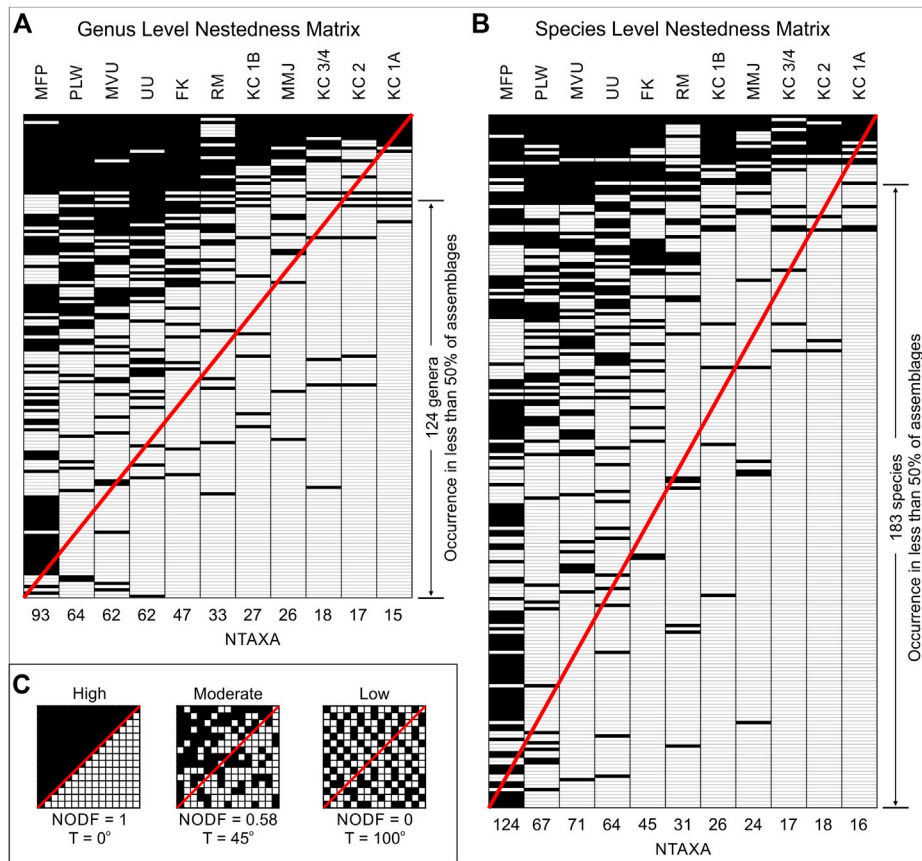 A
Genus Level Nestedness Matrix
MFP PLW MVU UU FK RM KC 1B MMJ KC 3/4 KC 2 KC 1A
124 genera
Occurrence in less than 50% of assemblages
93 64 62 62 47 33 27 26 18 17 15
NTAXA
B
Species Level Nestedness Matrix
MFP PLW MVU UU FK RM KC 1B MMJ KC 3/4 KC 2 KC 1A
183 species
Occurrence in less than 50% of assemblages
124 67 71 64 45 31 26 24 17 18 16
NTAXA
C
High
NODF = 1
T = 0°
Moderate
NODF = 0.58
T = 45°
Low
NODF = 0
T = 100°